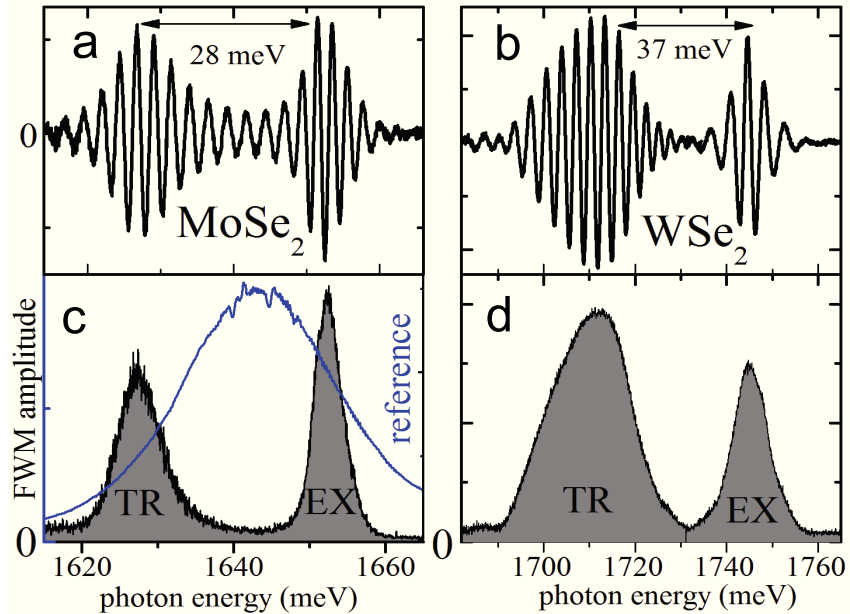 a
28 meV
0
MoSe2
b
37 meV
WSe2
c
FWM amplitude
reference
TR
EX
0
1620
1640
1660
photon energy (meV)
d
TR
EX
0
1700
1720
1740
1760
photon energy (meV)